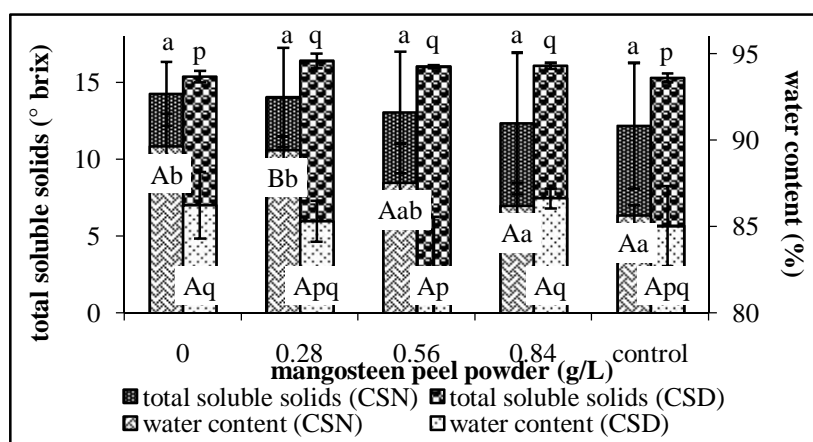 a p a q a q a q a p
15
10
5
0
total soluble solids (° brix)
95
90
85
80
water content (%)
Ab Bb Aab Aa Aa
Aq Apq Ap Aq Apq
0 0.28 0.56 0.84 control
mangosteen peel powder (g/L)
total soluble solids (CSN) total soluble solids (CSD)
water content (CSN) water content (CSD)